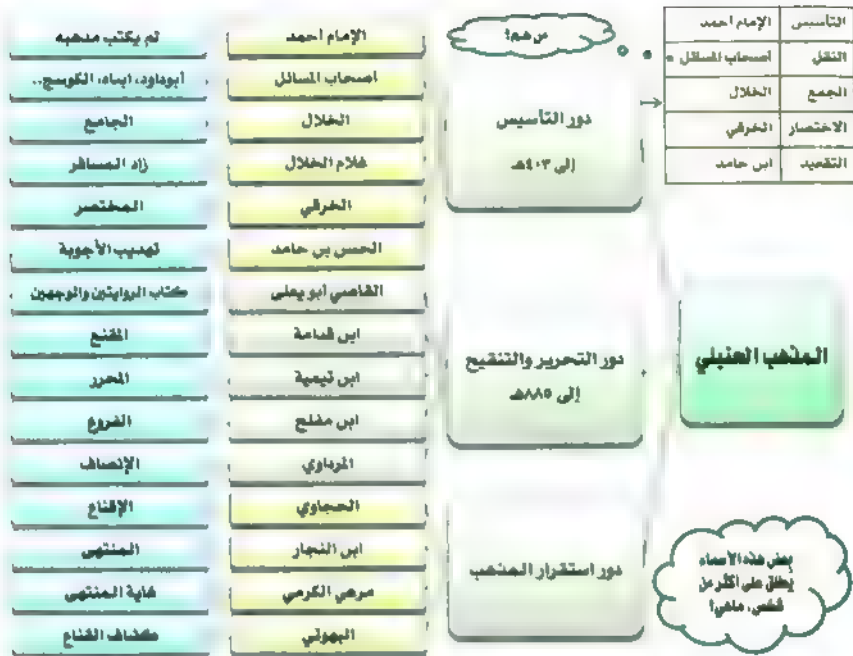 التأسيس الإمام أحمد
النقل أصحاب المسائل *
الجمع الخلال
الاختصار الخرقي
التقعيد ابن حامد
المذهب الحنبلي
بعض هذه الأسماء
يطلق على أكثر من
شخص، ماهي؟
من هم؟
دور التأسيس
إلى ٤٠٣هـ
دور التحرير والتنقيح
إلى ٨٨٥هـ
دور استقرار المذهب
الإمام أحمد لم يكتب مذهبه
أصحاب المسائل أبوداود، ابناه، الكوسج..
الخلال الجامع
غلام الخلال زاد المسافر
الخرقي المختصر
الحسن بن حامد تهذيب الأجوبة
القاضي أبو يعلى كتاب الروايتين والوجهين
ابن قدامة المقنع
ابن تيمية المحرر
ابن مفلح الفروع
المرداوي الإنصاف
الحجاوي الإقناع
ابن النجار المنتهى
مرعي الكرمي غاية المنتهى
البهوتي كشاف القناع